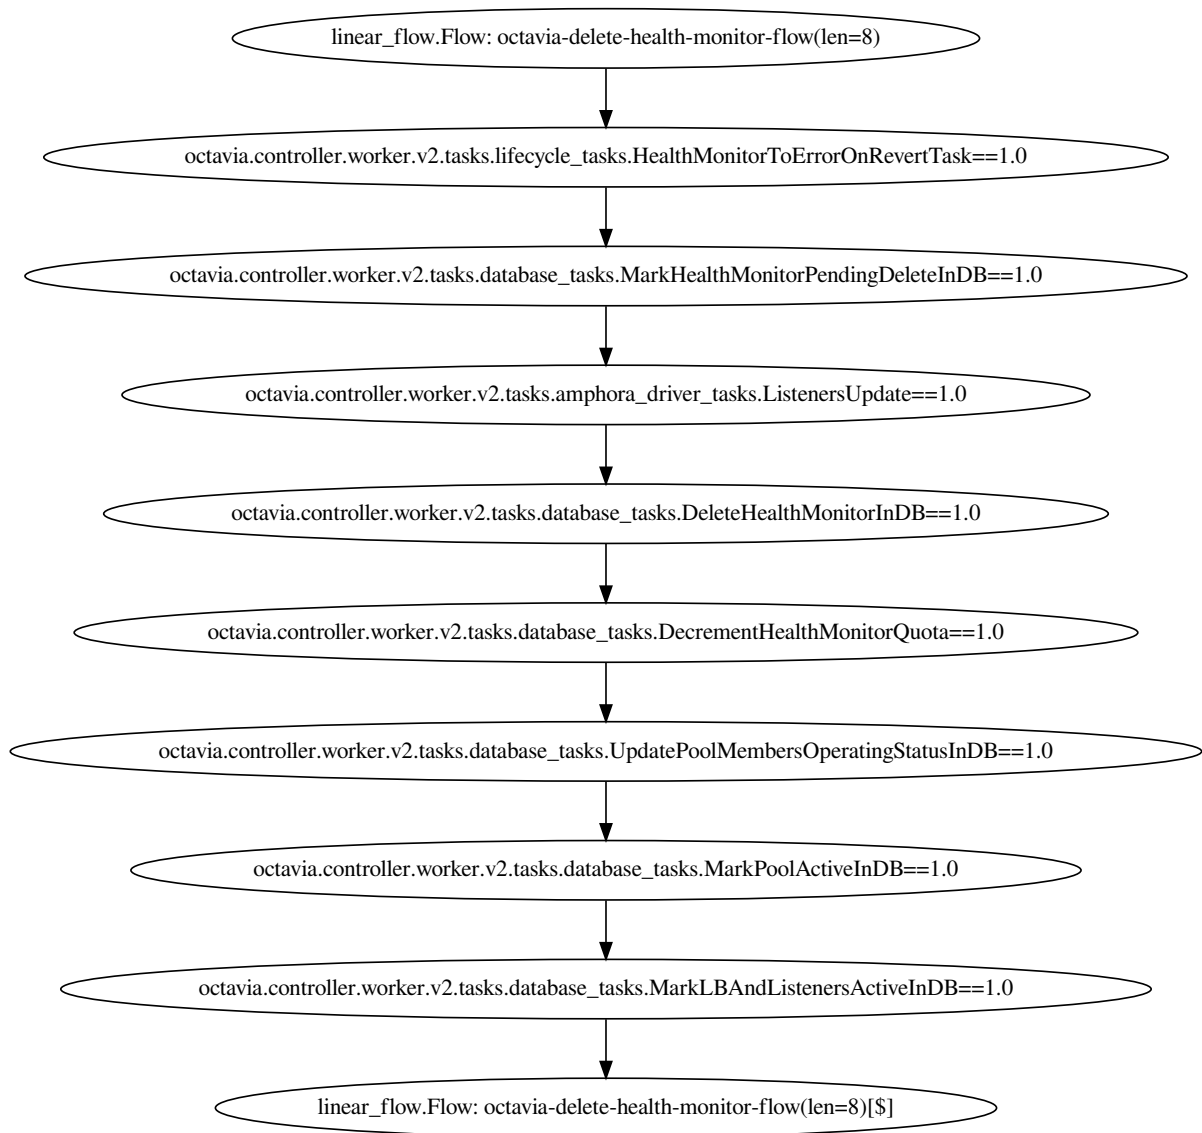 linear_flow.Flow: octavia-delete-health-monitor-flow(len=8)
octavia.controller.worker.v2.tasks.lifecycle_tasks.HealthMonitorToErrorOnRevertTask==1.0
octavia.controller.worker.v2.tasks.database_tasks.MarkHealthMonitorPendingDeleteInDB==1.0
octavia.controller.worker.v2.tasks.amphora_driver_tasks.ListenersUpdate==1.0
octavia.controller.worker.v2.tasks.database_tasks.DeleteHealthMonitorInDB==1.0
octavia.controller.worker.v2.tasks.database_tasks.DecrementHealthMonitorQuota==1.0
octavia.controller.worker.v2.tasks.database_tasks.UpdatePoolMembersOperatingStatusInDB==1.0
octavia.controller.worker.v2.tasks.database_tasks.MarkPoolActiveInDB==1.0
octavia.controller.worker.v2.tasks.database_tasks.MarkLBAndListenersActiveInDB==1.0
linear_flow.Flow: octavia-delete-health-monitor-flow(len=8)[$]